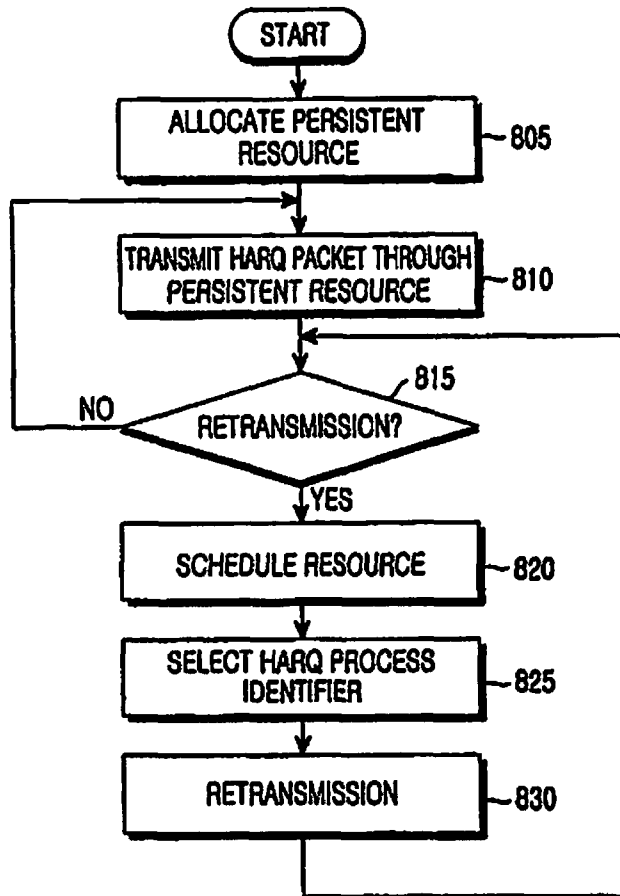 START
ALLOCATE PERSISTENT
RESOURCE
805
TRANSMIT HARQ PACKET THROUGH
PERSISTENT RESOURCE
810
815
RETRANSMISSION?
NO
YES
SCHEDULE RESOURCE
820
SELECT HARQ PROCESS
IDENTIFIER
825
RETRANSMISSION
830